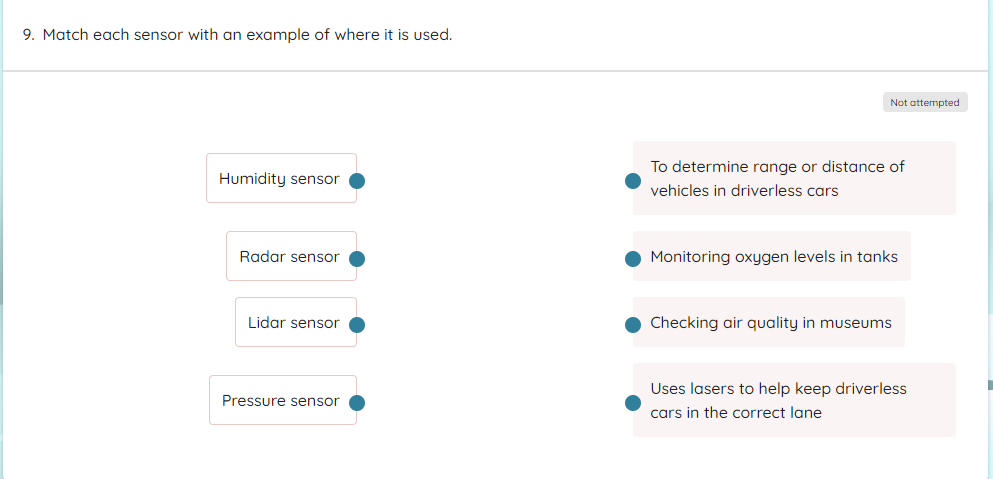 9. Match each sensor with an example of where it is used.
Not attempted
Humidity sensor
To determine range or distance of
vehicles in driverless cars
Radar sensor
Monitoring oxygen levels in tanks
Lidar sensor
Checking air quality in museums
Pressure sensor
Uses lasers to help keep driverless
cars in the correct lane